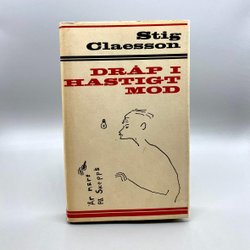 Stig
Claesson
DRÅP I
HASTIGT
MOD